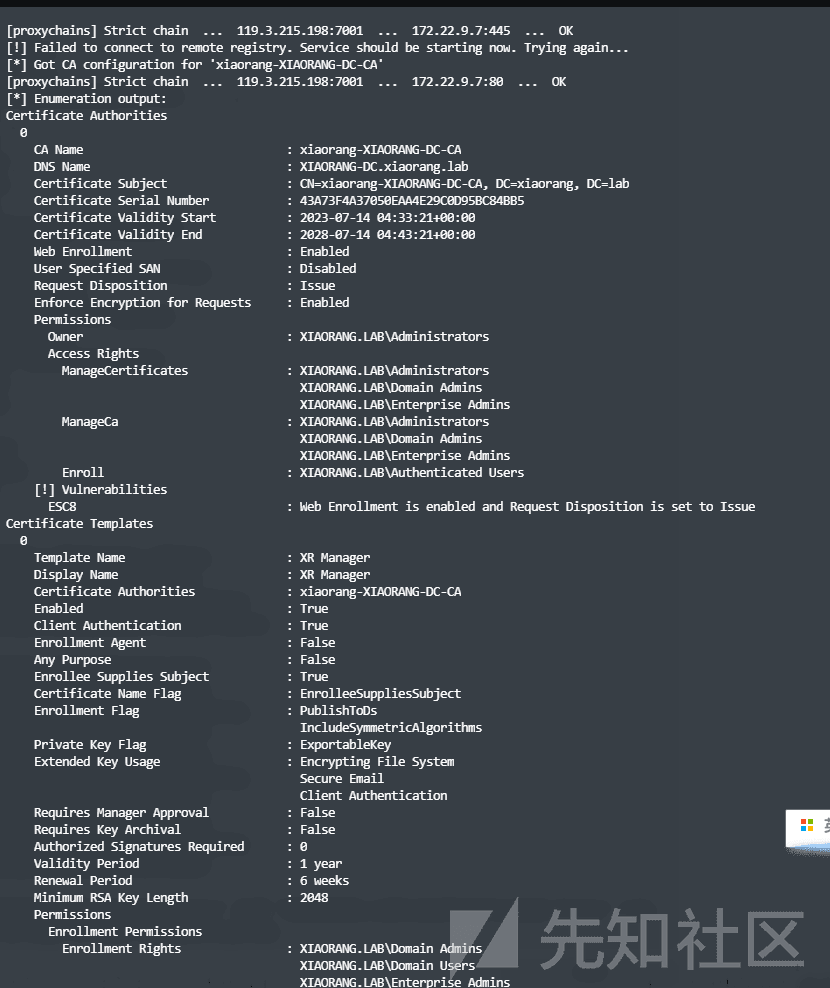 [proxychains] Strict chain  ...  119.3.215.198:7001  ...  172.22.9.7:445  ...  OK
[!] Failed to connect to remote registry. Service should be starting now. Trying again...
[*] Got CA configuration for 'xiaorang-XIAORANG-DC-CA'
[proxychains] Strict chain  ...  119.3.215.198:7001  ...  172.22.9.7:80  ...  OK
[*] Enumeration output:
Certificate Authorities
  0
    CA Name                             : xiaorang-XIAORANG-DC-CA
    DNS Name                            : XIAORANG-DC.xiaorang.lab
    Certificate Subject                 : CN=xiaorang-XIAORANG-DC-CA, DC=xiaorang, DC=lab
    Certificate Serial Number           : 43A73F4A37050EAA4E29C0D95BC84BB5
    Certificate Validity Start          : 2023-07-14 04:33:21+00:00
    Certificate Validity End            : 2028-07-14 04:43:21+00:00
    Web Enrollment                      : Enabled
    User Specified SAN                  : Disabled
    Request Disposition                 : Issue
    Enforce Encryption for Requests     : Enabled
    Permissions
      Owner                             : XIAORANG.LAB\Administrators
      Access Rights
        ManageCertificates              : XIAORANG.LAB\Administrators
                                          XIAORANG.LAB\Domain Admins
                                          XIAORANG.LAB\Enterprise Admins
        ManageCa                        : XIAORANG.LAB\Administrators
                                          XIAORANG.LAB\Domain Admins
                                          XIAORANG.LAB\Enterprise Admins
        Enroll                          : XIAORANG.LAB\Authenticated Users
    [!] Vulnerabilities
      ESC8                              : Web Enrollment is enabled and Request Disposition is set to Issue
Certificate Templates
  0
    Template Name                       : XR Manager
    Display Name                        : XR Manager
    Certificate Authorities             : xiaorang-XIAORANG-DC-CA
    Enabled                             : True
    Client Authentication               : True
    Enrollment Agent                    : False
    Any Purpose                         : False
    Enrollee Supplies Subject           : True
    Certificate Name Flag               : EnrolleeSuppliesSubject
    Enrollment Flag                     : PublishToDs
                                          IncludeSymmetricAlgorithms
    Private Key Flag                    : ExportableKey
    Extended Key Usage                  : Encrypting File System
                                          Secure Email
                                          Client Authentication
    Requires Manager Approval           : False
    Requires Key Archival               : False
    Authorized Signatures Required      : 0
    Validity Period                     : 1 year
    Renewal Period                      : 6 weeks
    Minimum RSA Key Length              : 2048
    Permissions
      Enrollment Permissions
        Enrollment Rights               : XIAORANG.LAB\Domain Admins
                                          XIAORANG.LAB\Domain Users
                                          XIAORANG.LAB\Enterprise Admins
先知社区